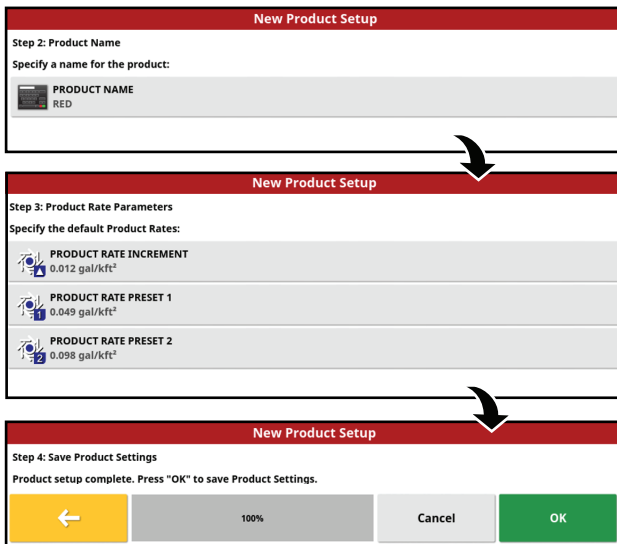 New Product Setup
Step 2: Product Name
Specify a name for the product:
PRODUCT NAME
RED
New Product Setup
Step 3: Product Rate Parameters
Specify the default Product Rates:
PRODUCT RATE INCREMENT
0.012 gal/kft²
PRODUCT RATE PRESET 1
0.049 gal/kft²
1
PRODUCT RATE PRESET 2
0.098 gal/kft²
2
New Product Setup
Step 4: Save Product Settings
Product setup complete. Press "OK" to save Product Settings.
100%
Cancel
OK